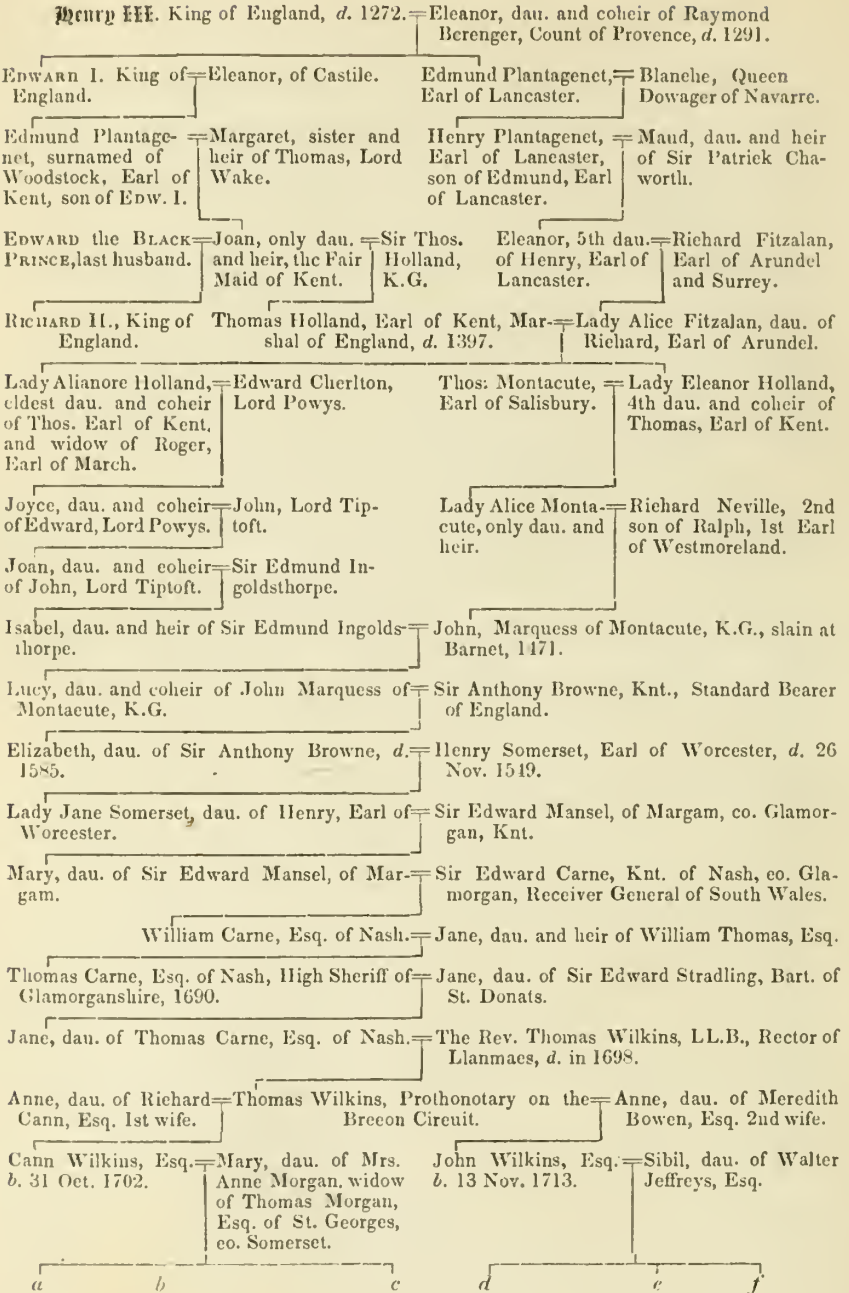 Henry III. King of England, d. 1272.=Eleanor, dau. and coheir of Raymond
Berenger, Count of Provence, d. 1291.
EDWARD I. King of=Eleanor, of Castile.
England.
Edmund Plantagenet,=Blanche, Queen
Earl of Lancaster. Dowager of Navarre.
Edmund Plantage-=Margaret, sister and
net, surnamed of heir of Thomas, Lord
Woodstock, Earl of Wake.
Kent, son of EDW. I.
Henry Plantagenet,=Maud, dau. and heir
Earl of Lancaster, of Sir Patrick Cha-
son of Edmund, Earl worth.
of Lancaster.
EDWARD the BLACK=Joan, only dau.=Sir Thos.
PRINCE, last husband. and heir, the Fair Holland,
Maid of Kent. K.G.
Eleanor, 5th dau.=Richard Fitzalan,
of Henry, Earl of Earl of Arundel
Lancaster. and Surrey.
RICHARD II., King of
England.
Thomas Holland, Earl of Kent, Mar-=Lady Alice Fitzalan, dau. of
shal of England, d. 1397. Richard, Earl of Arundel.
Lady Alianore Holland,=Edward Cherlton,
eldest dau. and coheir Lord Powys.
of Thos. Earl of Kent,
and widow of Roger,
Earl of March.
Thos: Montacute,=Lady Eleanor Holland,
Earl of Salisbury. 4th dau. and coheir of
Thomas, Earl of Kent.
Joyce, dau. and coheir=John, Lord Tip-
of Edward, Lord Powys. toft.
Lady Alice Monta-=Richard Neville, 2nd
cute, only dau. and son of Ralph, 1st Earl
heir. of Westmoreland.
Joan, dau. and coheir=Sir Edmund In-
of John, Lord Tiptoft. goldsthorpe.
Isabel, dau. and heir of Sir Edmund Ingolds-=John, Marquess of Montacute, K.G., slain at
thorpe. Barnet, 1471.
Lucy, dau. and coheir of John Marquess of=Sir Anthony Browne, Knt., Standard Bearer
Montacute, K.G. of England.
Elizabeth, dau. of Sir Anthony Browne, d.=Henry Somerset, Earl of Worcester, d. 26
1585. Nov. 1549.
Lady Jane Somerset, dau. of Henry, Earl of=Sir Edward Mansel, of Margam, co. Glamor-
Worcester. gan, Knt.
Mary, dau. of Sir Edward Mansel, of Mar-=Sir Edward Carne, Knt. of Nash, co. Gla-
gam. morgan, Receiver General of South Wales.
William Carne, Esq. of Nash.=Jane, dau. and heir of William Thomas, Esq.
Thomas Carne, Esq. of Nash, High Sheriff of=Jane, dau. of Sir Edward Stradling, Bart. of
Glamorganshire, 1690. St. Donats.
Jane, dau. of Thomas Carne, Esq. of Nash.=The Rev. Thomas Wilkins, LL.B., Rector of
Llanmaes, d. in 1698.
Anne, dau. of Richard=Thomas Wilkins, Prothonotary on the=Anne, dau. of Meredith
Cann, Esq. 1st wife. Brecon Circuit. Bowen, Esq. 2nd wife.
Cann Wilkins, Esq.=Mary, dau. of Mrs.
b. 31 Oct. 1702. Anne Morgan, widow
of Thomas Morgan,
Esq. of St. Georges,
co. Somerset.
John Wilkins, Esq.=Sibil, dau. of Walter
b. 13 Nov. 1713. Jeffreys, Esq.
a b c d e f